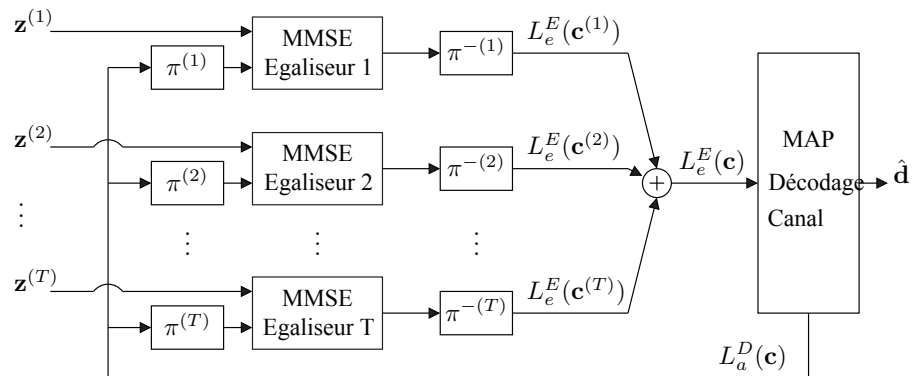 z^(1)
π^(1)
MMSE
Egaliseur 1
π^−(1)
L_e^E(c^(1))
z^(2)
π^(2)
MMSE
Egaliseur 2
π^−(2)
L_e^E(c^(2))
+
L_e^E(c)
MAP
Décodage
Canal
d̂
⋮
⋮
⋮
⋮
⋮
z^(T)
π^(T)
MMSE
Egaliseur T
π^−(T)
L_e^E(c^(T))
L_a^D(c)